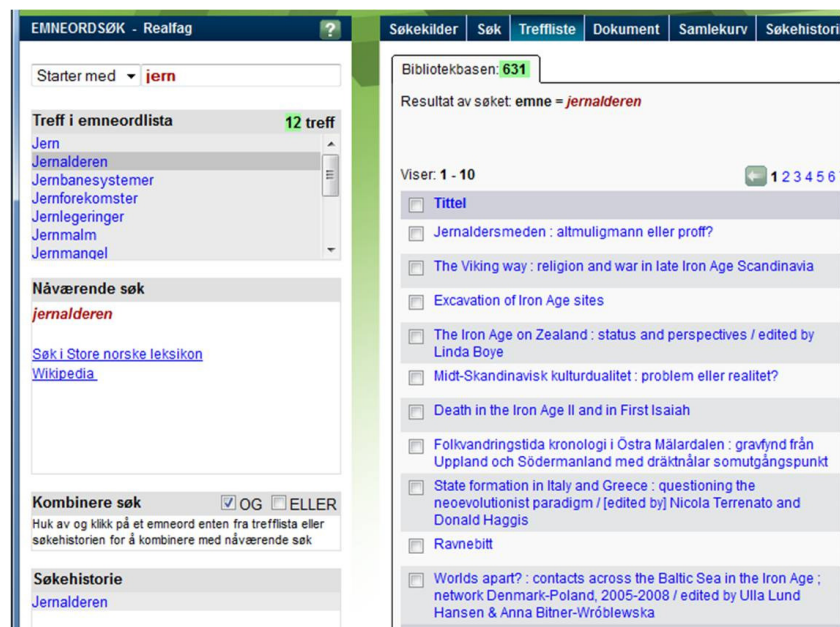 EMNEORDSØK - Realfag
?
Starter med jern
Treff i emneordlista 12 treff
Jern
Jernalderen
Jernbanesystemer
Jernforekomster
Jernlegeringer
Jernmalm
Jernmangel
Nåværende søk
jernalderen
Søk i Store norske leksikon
Wikipedia
Kombinere søk OG ELLER
Huk av og klikk på et emneord enten fra trefflista eller
søkehistorien for å kombinere med nåværende søk
Søkehistorie
Jernalderen
Søkekilder Søk Treffliste Dokument Samlekurv Søkehistori
Bibliotekbasen: 631
Resultat av søket: emne = jernalderen
Viser: 1 - 10
1 2 3 4 5 6
Tittel
Jernaldersmeden : altmuligmann eller proff?
The Viking way : religion and war in late Iron Age Scandinavia
Excavation of Iron Age sites
The Iron Age on Zealand : status and perspectives / edited by
Linda Boye
Midt-Skandinavisk kulturdualitet : problem eller realitet?
Death in the Iron Age II and in First Isaiah
Folkvandringstida kronologi i Östra Mälardalen : gravfynd från
Uppland och Södermanland med dräktnålar somutgångspunkt
State formation in Italy and Greece : questioning the
neoevolutionist paradigm / [edited by] Nicola Terrenato and
Donald Haggis
Ravnebitt
Worlds apart? : contacts across the Baltic Sea in the Iron Age ;
network Denmark-Poland, 2005-2008 / edited by Ulla Lund
Hansen & Anna Bitner-Wróblewska